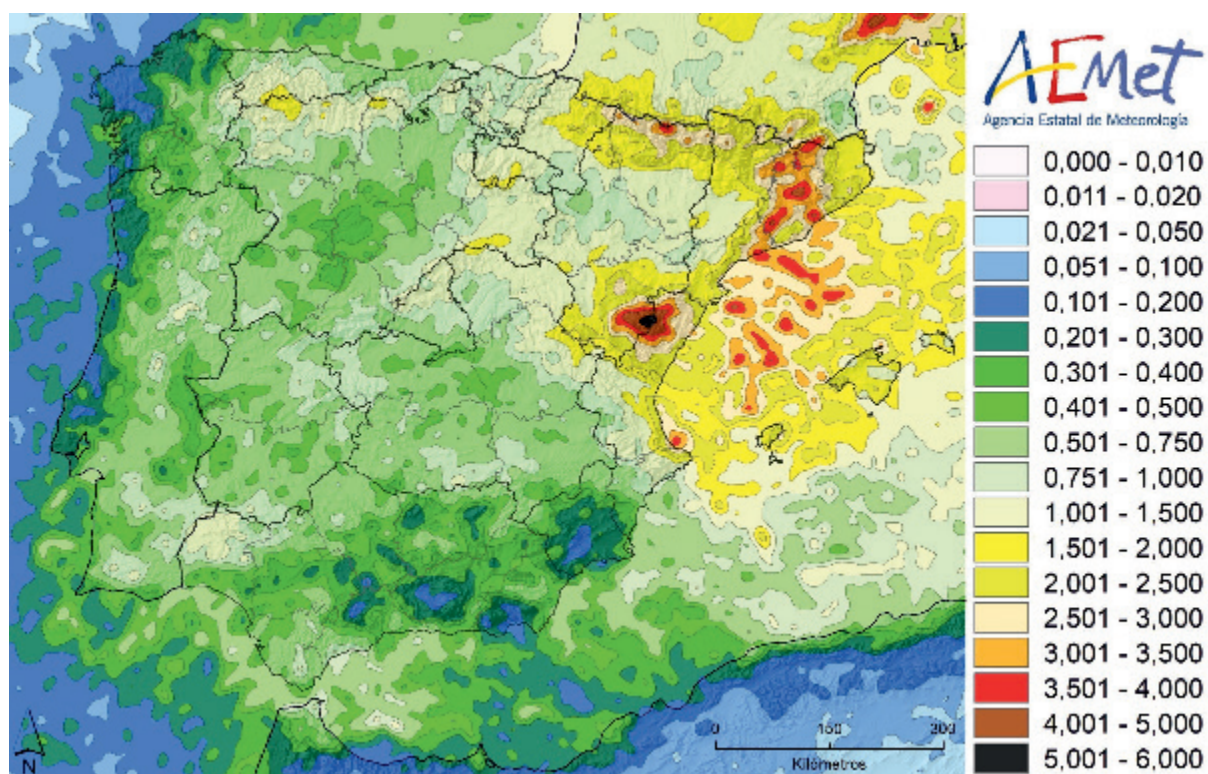 AEMet
Agencia Estatal de Meteorología
0,000 - 0,010
0,011 - 0,020
0,021 - 0,050
0,051 - 0,100
0,101 - 0,200
0,201 - 0,300
0,301 - 0,400
0,401 - 0,500
0,501 - 0,750
0,751 - 1,000
1,001 - 1,500
1,501 - 2,000
2,001 - 2,500
2,501 - 3,000
3,001 - 3,500
3,501 - 4,000
4,001 - 5,000
5,001 - 6,000
0 150 300
Kilómetros
N